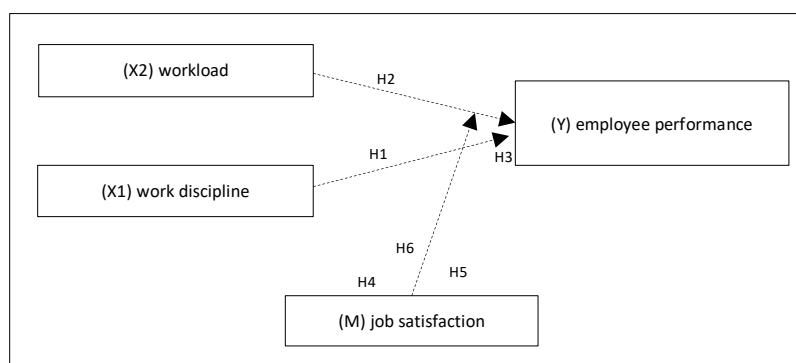 (X2) workload
H2
(Y) employee performance
H1
H3
(X1) work discipline
H6
H4
H5
(M) job satisfaction